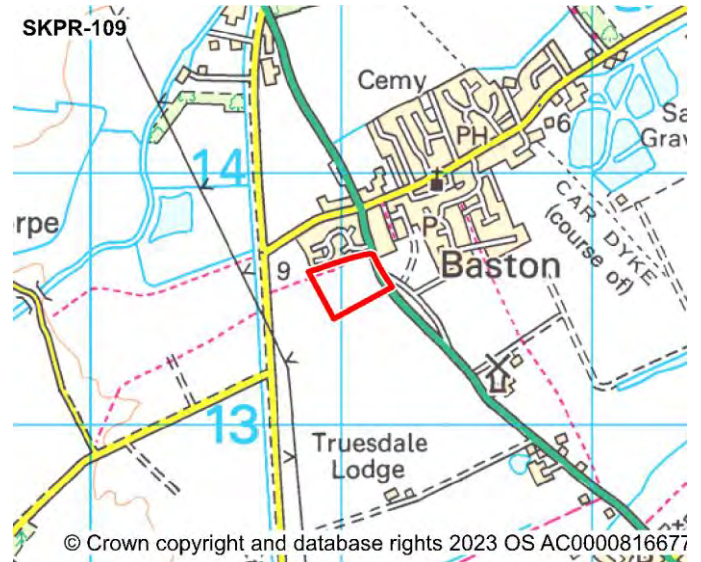 SKPR-109
Cemy
PH
6
Sa
Grav
14
rpe
CAR DYKE
(course of)
P
9
Baston
13
Truesdale
Lodge
© Crown copyright and database rights 2023 OS AC0000816677